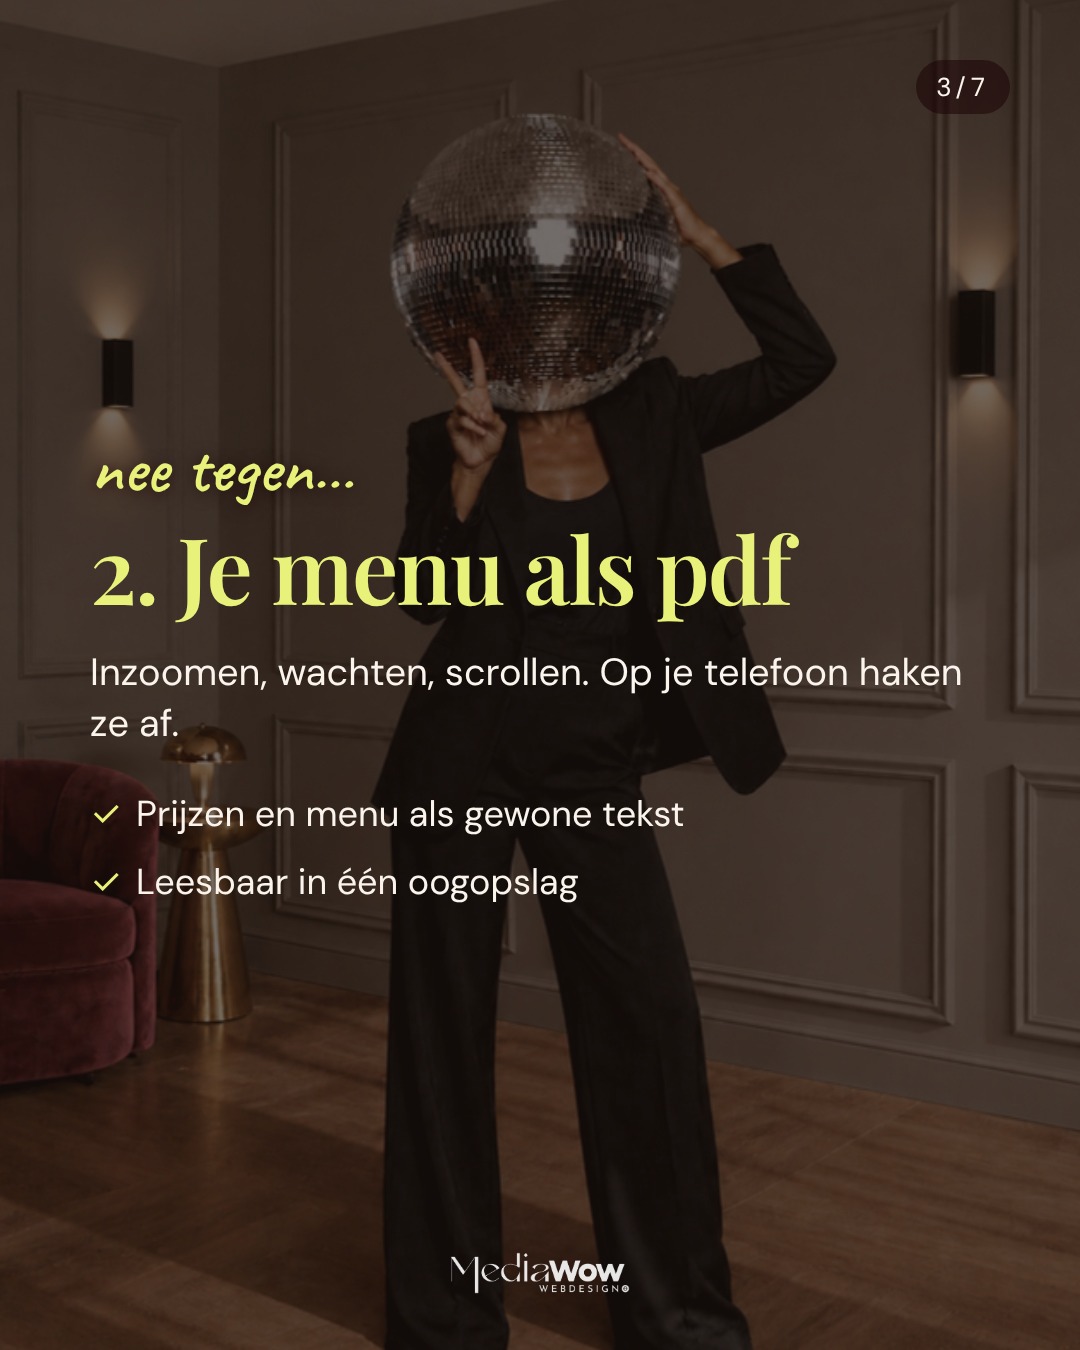 3/7
nee tegen...
2. Je menu als pdf
Inzoomen, wachten, scrollen. Op je telefoon haken
ze af.
✓ Prijzen en menu als gewone tekst
✓ Leesbaar in één oogopslag
MediaWow
WEBDESIGN